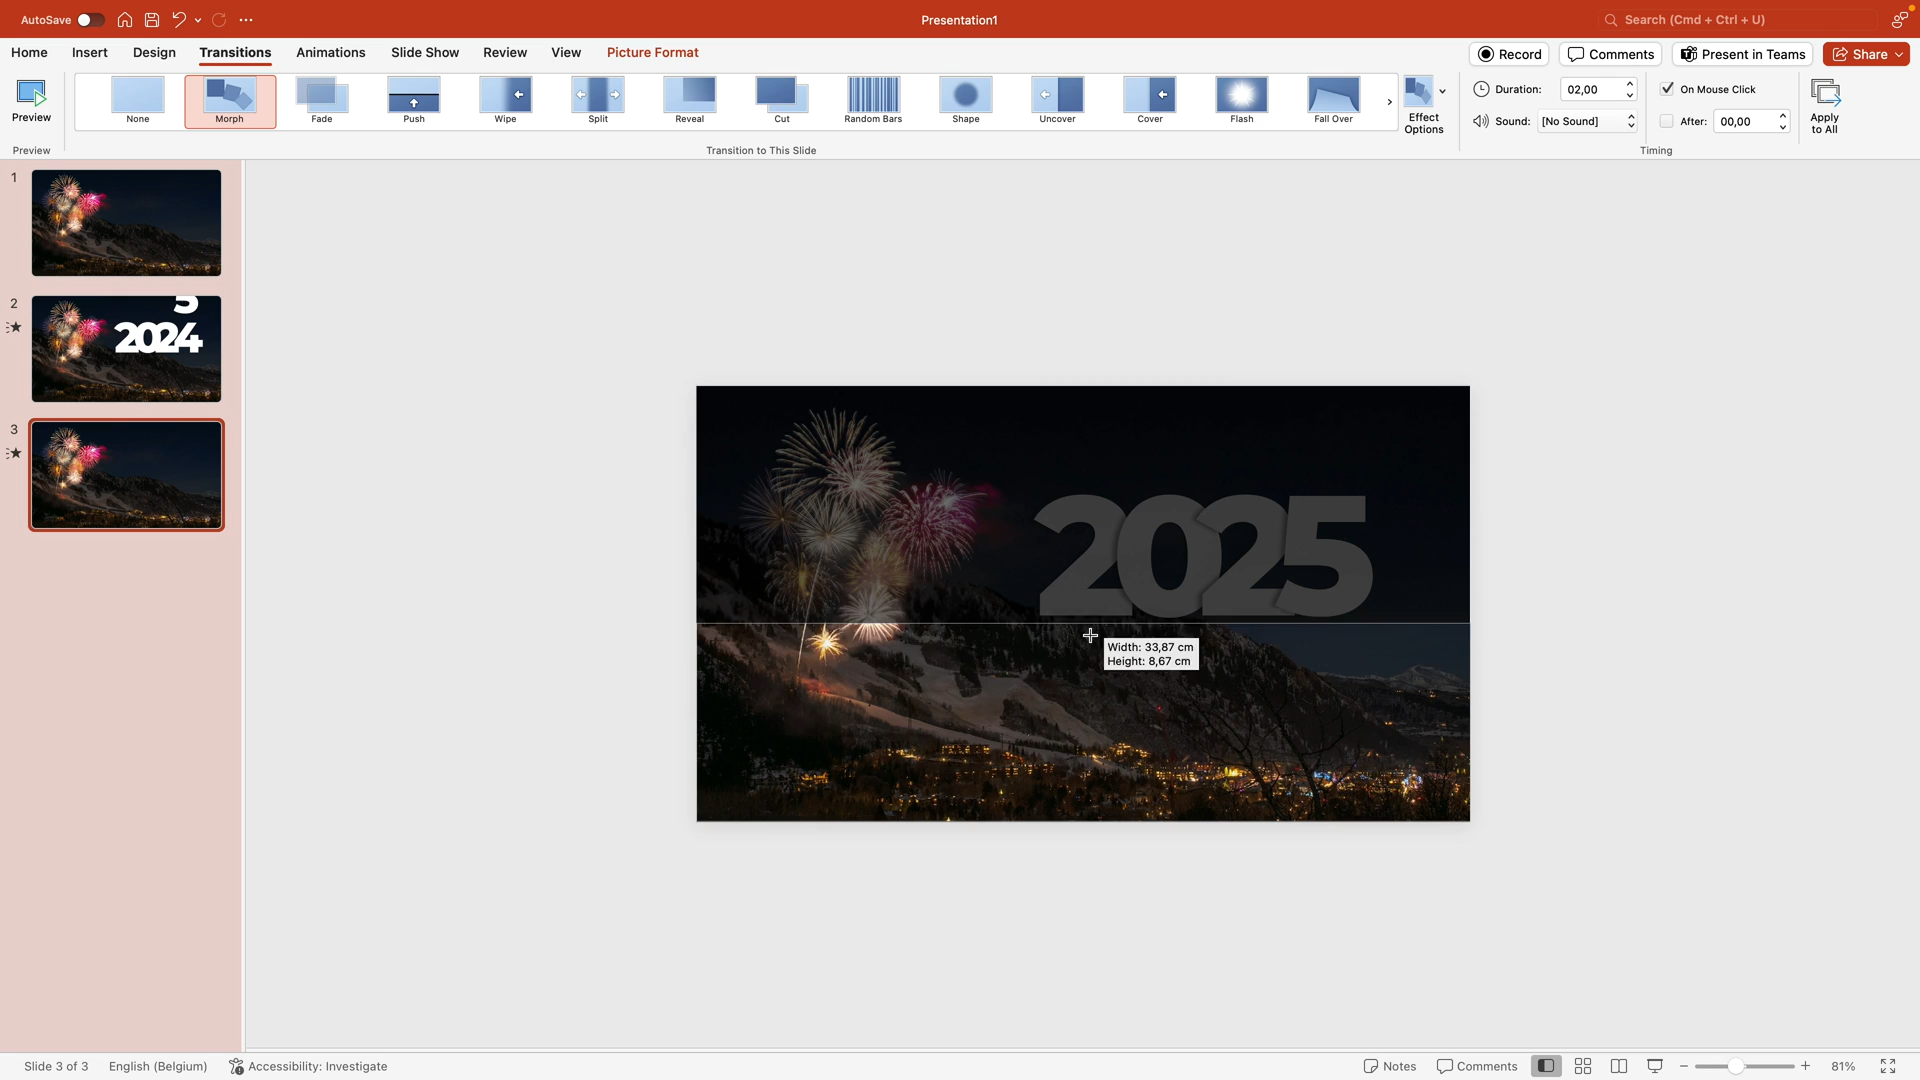 AutoSave
Presentation1
Search (Cmd + Ctrl + U)
Home Insert Design Transitions Animations Slide Show Review View Picture Format
Record Comments Present in Teams Share
Preview
None Morph Fade Push Wipe Split Reveal Cut Random Bars Shape Uncover Cover Flash Fall Over
Effect
Options
Duration: 02,00
Sound: [No Sound]
On Mouse Click
After: 00,00
Apply
to All
Preview
Transition to This Slide
Timing
1
2
5
2024
3
2025
Width: 33,87 cm
Height: 8,67 cm
Slide 3 of 3 English (Belgium) Accessibility: Investigate
Notes Comments 81%